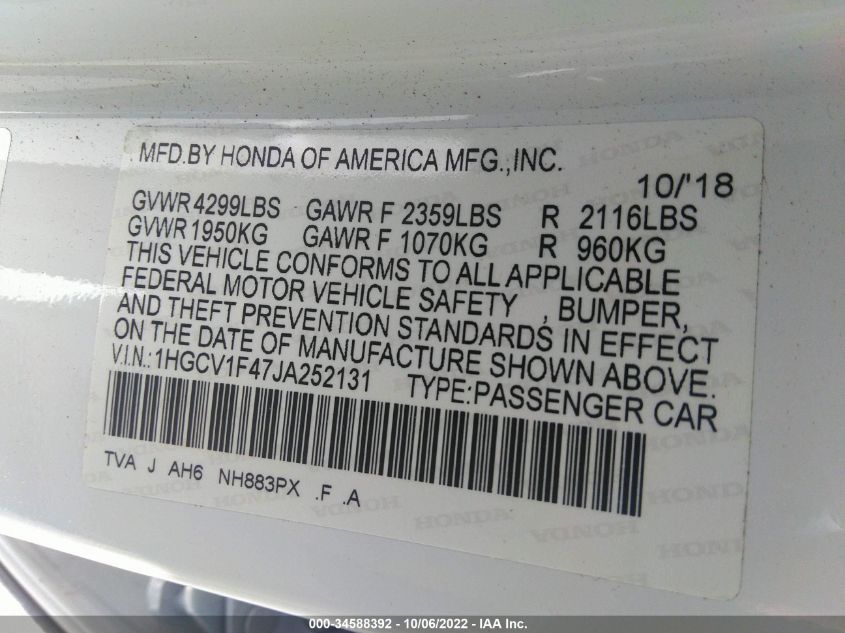 MFD.BY HONDA OF AMERICA MFG.,INC.
10/'18
GVWR 4299LBS GAWR F 2359LBS R 2116LBS
GVWR 1950KG GAWR F 1070KG R 960KG
THIS VEHICLE CONFORMS TO ALL APPLICABLE
FEDERAL MOTOR VEHICLE SAFETY , BUMPER,
AND THEFT PREVENTION STANDARDS IN EFFECT
ON THE DATE OF MANUFACTURE SHOWN ABOVE.
V.I.N.:1HGCV1F47JA252131 TYPE:PASSENGER CAR
TVA J AH6 NH883PX .F .A
HONDA HONDA
000-34588392 - 10/06/2022 - IAA Inc.